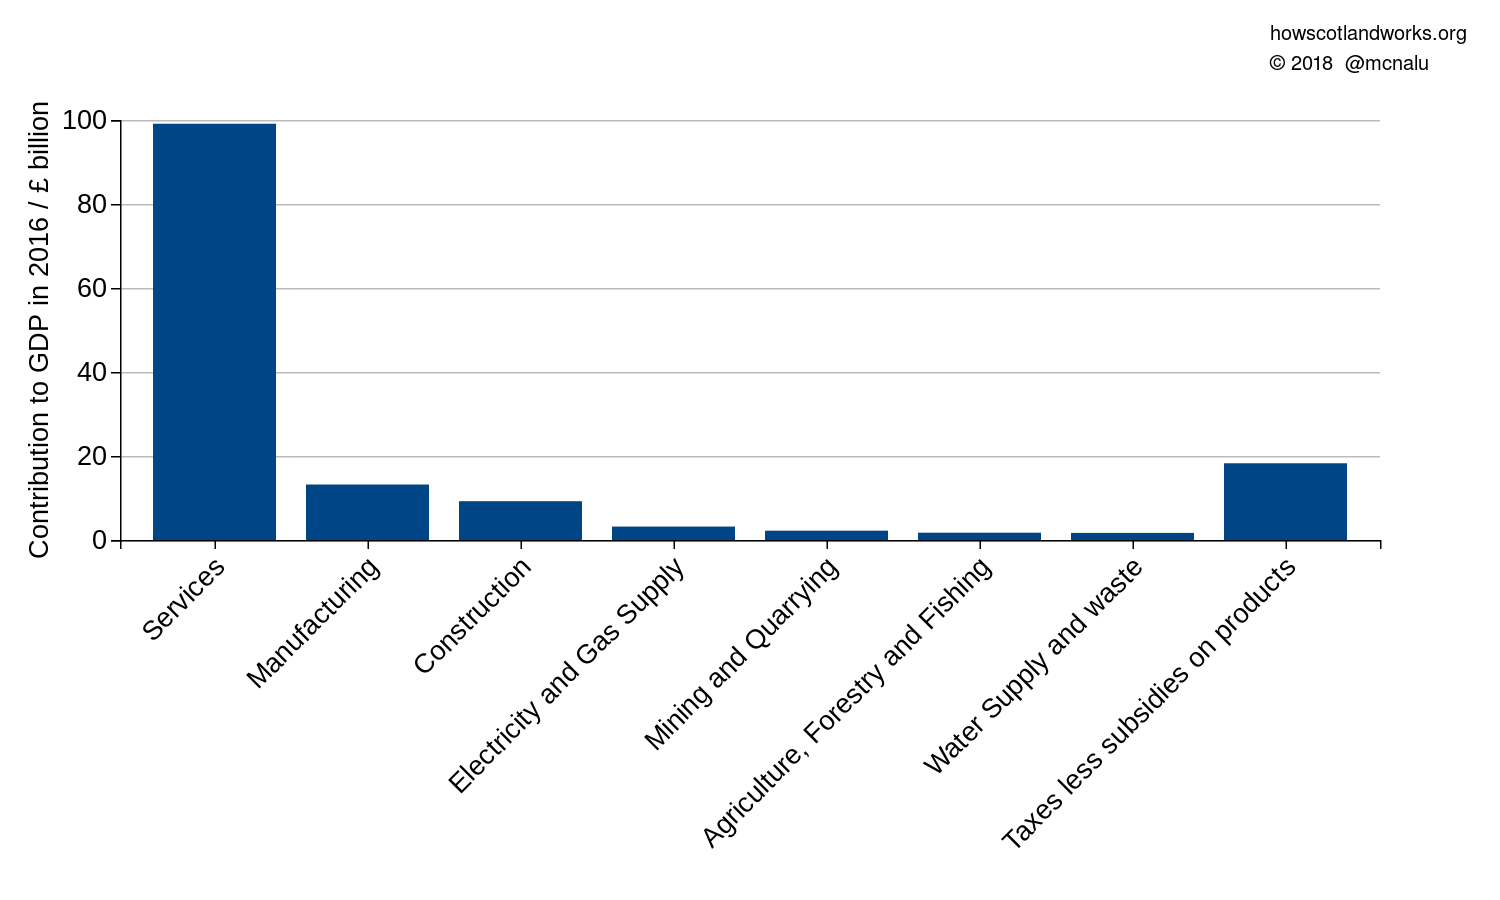 howscotlandworks.org
© 2018 @mcnalu
Contribution to GDP in 2016 / £ billion
100
80
60
40
20
0
Services
Manufacturing
Construction
Electricity and Gas Supply
Mining and Quarrying
Agriculture, Forestry and Fishing
Water Supply and waste
Taxes less subsidies on products